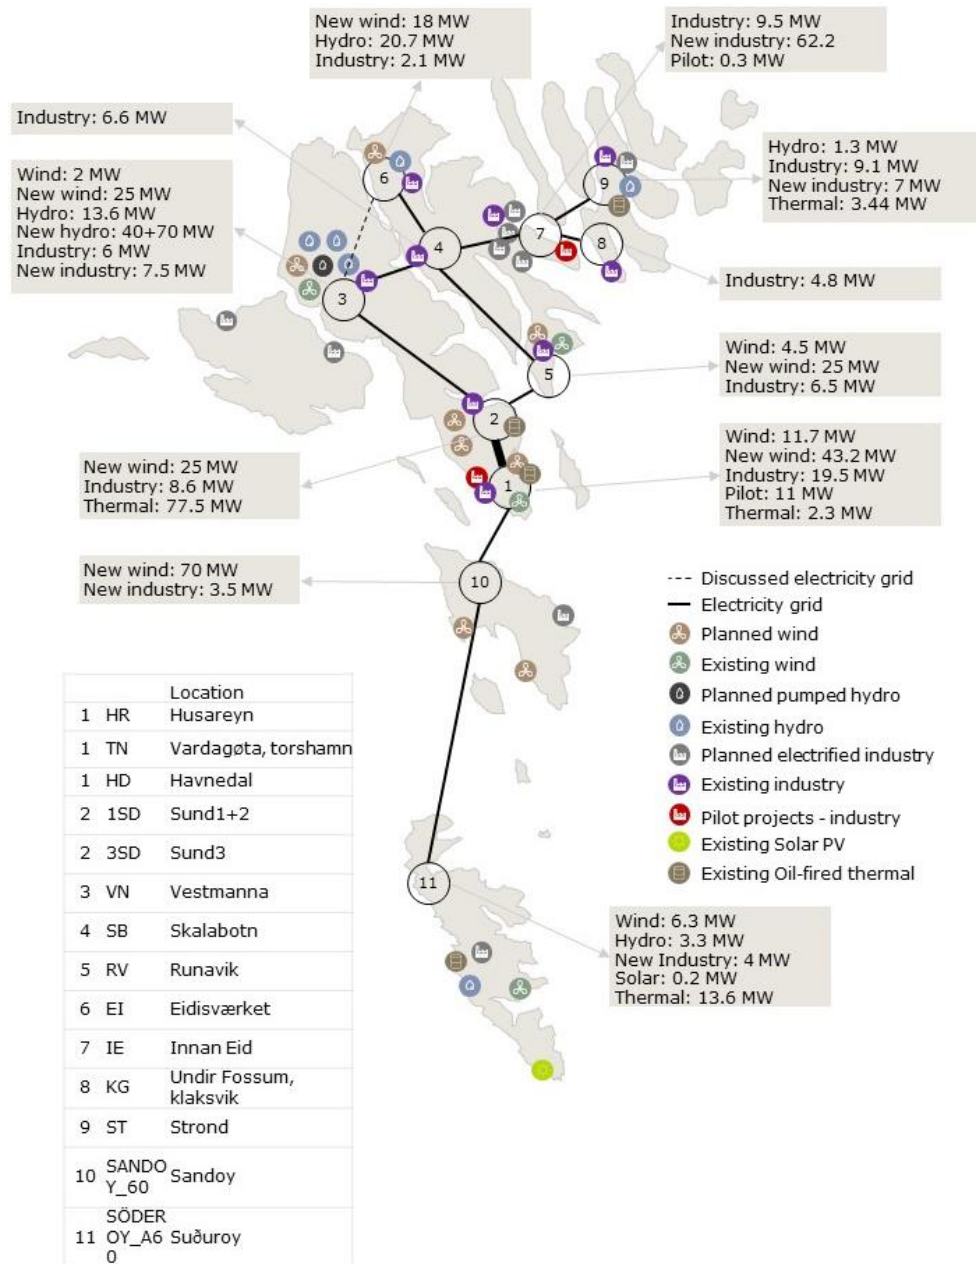 New wind: 18 MW
Hydro: 20.7 MW
Industry: 2.1 MW
Industry: 9.5 MW
New industry: 62.2
Pilot: 0.3 MW
Industry: 6.6 MW
Wind: 2 MW
New wind: 25 MW
Hydro: 13.6 MW
New hydro: 40+70 MW
Industry: 6 MW
New industry: 7.5 MW
Hydro: 1.3 MW
Industry: 9.1 MW
New industry: 7 MW
Thermal: 3.44 MW
6
9
7
8
4
3
Industry: 4.8 MW
5
Wind: 4.5 MW
New wind: 25 MW
Industry: 6.5 MW
2
New wind: 25 MW
Industry: 8.6 MW
Thermal: 77.5 MW
1
Wind: 11.7 MW
New wind: 43.2 MW
Industry: 19.5 MW
Pilot: 11 MW
Thermal: 2.3 MW
New wind: 70 MW
New industry: 3.5 MW
10
Discussed electricity grid
Electricity grid
Planned wind
Existing wind
Planned pumped hydro
Existing hydro
Planned electrified industry
Existing industry
Pilot projects - industry
Existing Solar PV
Existing Oil-fired thermal
11
Wind: 6.3 MW
Hydro: 3.3 MW
New Industry: 4 MW
Solar: 0.2 MW
Thermal: 13.6 MW
Location
1 HR Husareyn
1 TN Vardagøta, torshamn
1 HD Havnedal
2 1SD Sund1+2
2 3SD Sund3
3 VN Vestmanna
4 SB Skalabotn
5 RV Runavik
6 EI Eidisværket
7 IE Innan Eid
8 KG Undir Fossum,
klaksvik
9 ST Strond
10 SANDO
Y_60 Sandoy
SÖDER
11 OY_A6 Suðuroy
0